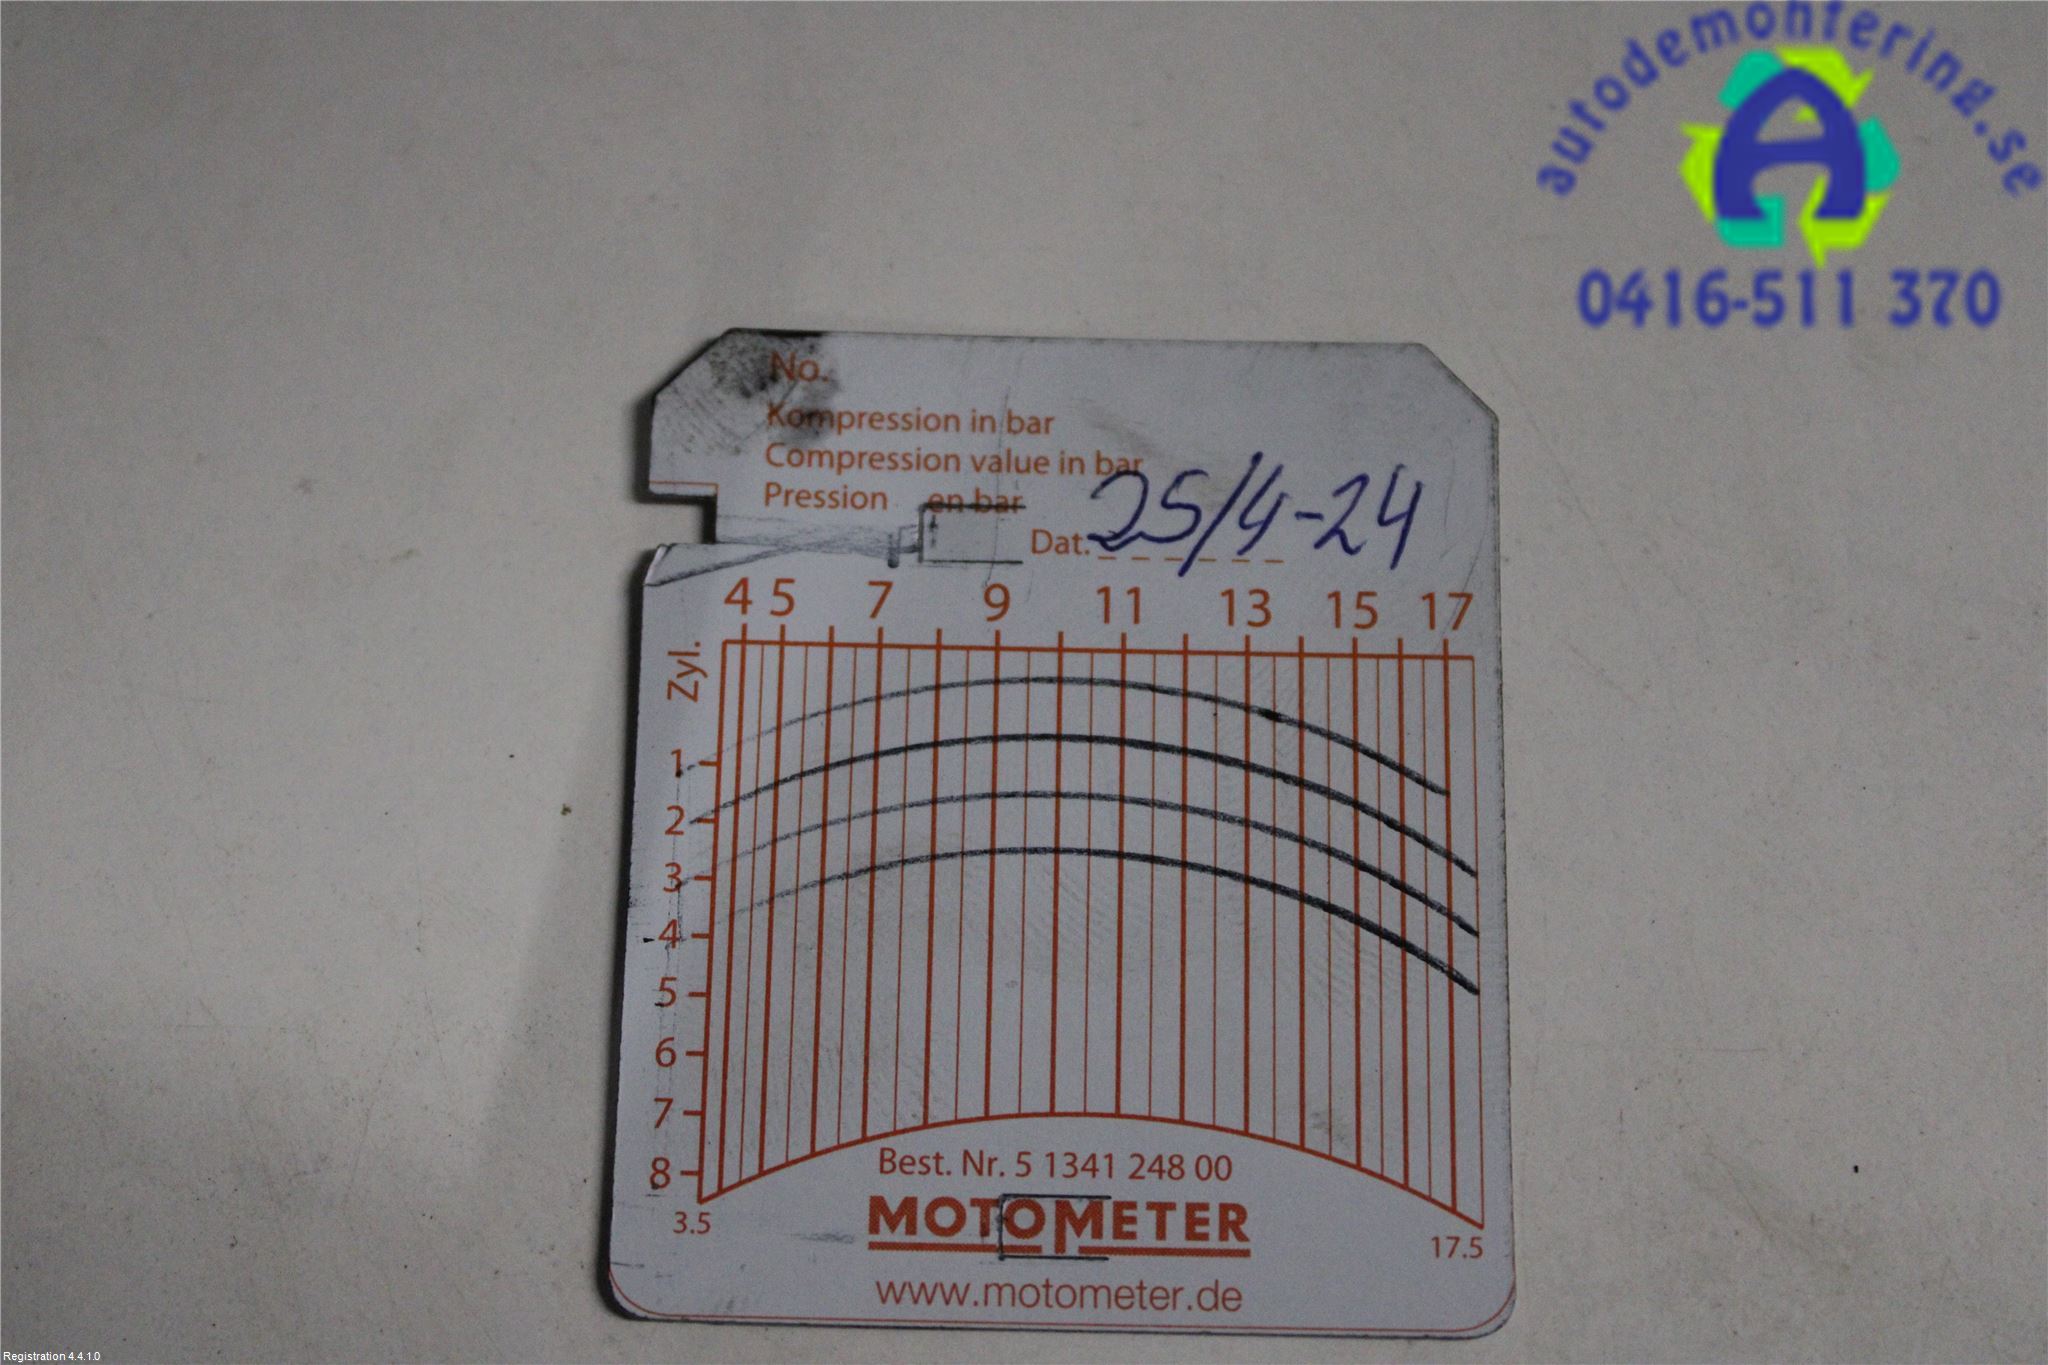 autodemontering.se
0416-511 370
No.
Kompression in bar
Compression value in bar
Pression en bar
Dat. 25/4-24
4 5 7 9 11 13 15 17
Zyl.
1
2
3
4
5
6
7
8
3.5
17.5
Best. Nr. 5 1341 248 00
MOTOMETER
www.motometer.de
Registration 4.4.1.0